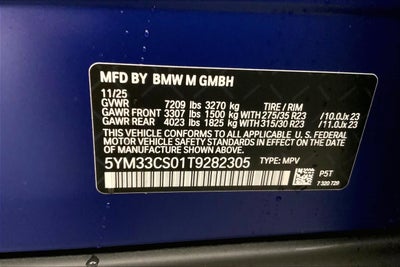 MFD BY BMW M GMBH
11/25
GVWR 7209 lbs 3270 kg TIRE / RIM
GAWR FRONT 3307 lbs 1500 kg WITH 275/35 R23 / 10.0Jx 23
GAWR REAR 4023 lbs 1825 kg WITH 315/30 R23 / 11.0Jx 23
THIS VEHICLE CONFORMS TO ALL APPLICABLE U.S. FEDERAL
MOTOR VEHICLE SAFETY STANDARDS IN EFFECT ON THE DATE
OF MANUFACTURE SHOWN ABOVE.
5YM33CS01T9282305 TYPE: MPV
P5T
7 320 729